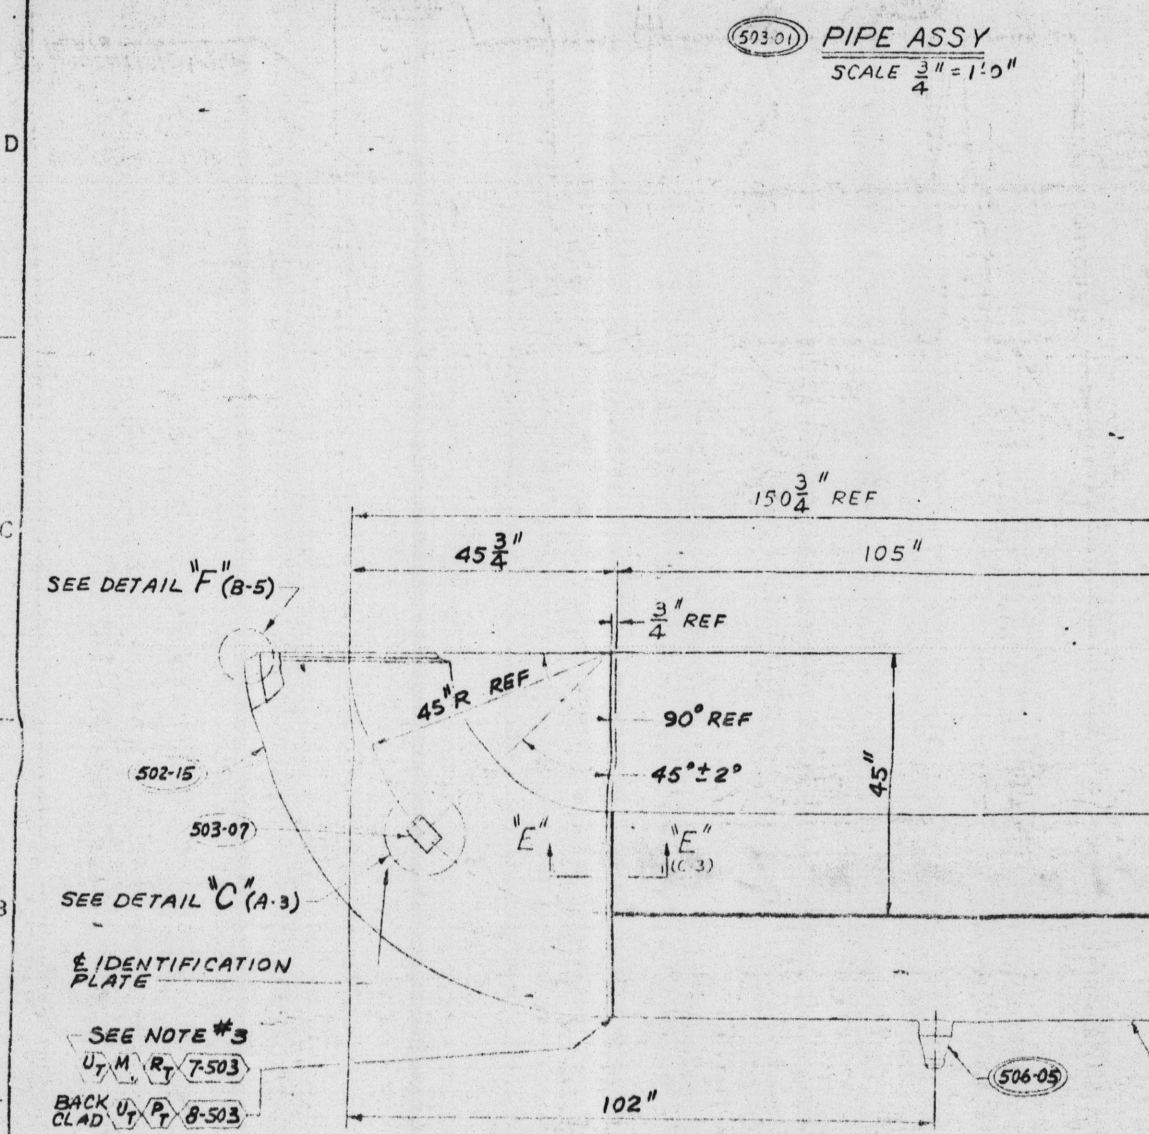 503-01 PIPE ASSY
SCALE 3/4" = 1'-0"
D
150 3/4" REF
C
45 3/4"
105"
SEE DETAIL "F" (B-5)
3/4" REF
45" R REF
90° REF
502-15
45° ± 2°
45"
503-07
"E"
"E"
(C-3)
SEE DETAIL "C" (A-3)
B
℄ IDENTIFICATION
PLATE
SEE NOTE #3
UT M RT 7-503
506-05
BACK
CLAD UT PT 8-503
102"